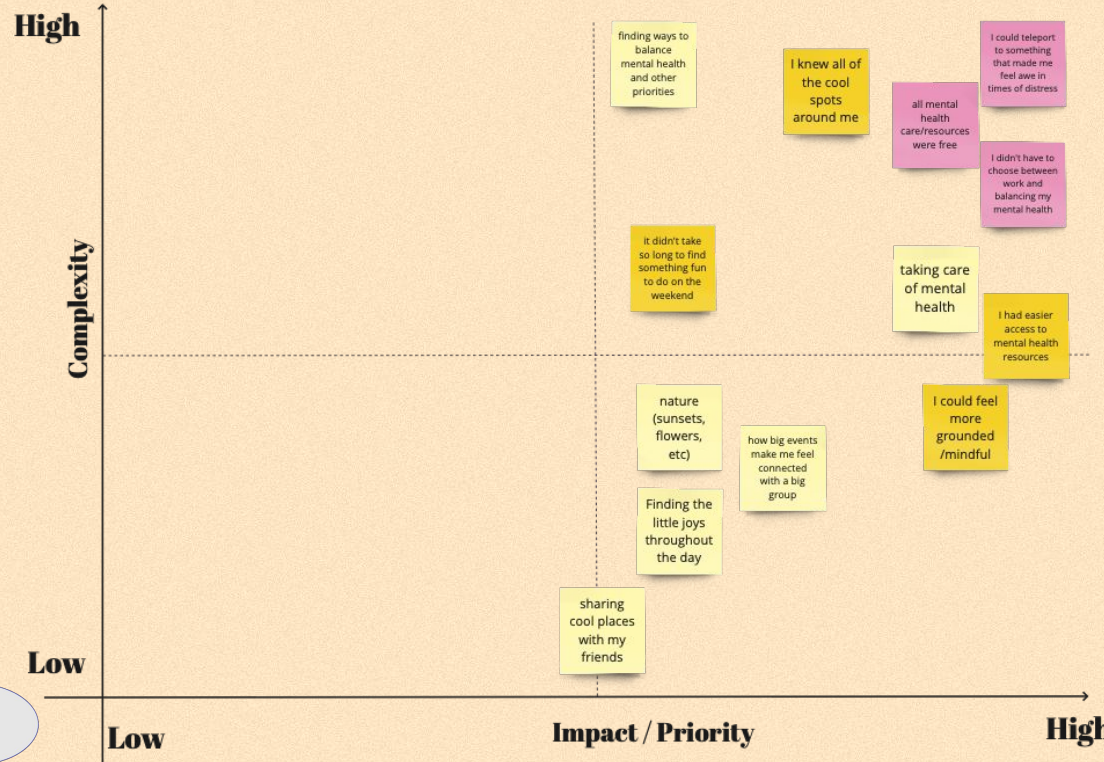 High
finding ways to
balance
mental health
and other
priorities
I knew all of
the cool
spots
around me
I could teleport
to something
that made me
feel awe in
times of distress
all mental
health
care/resources
were free
I didn't have to
choose between
work and
balancing my
mental health
it didn't take
so long to find
something fun
to do on the
weekend
taking care
of mental
health
I had easier
access to
mental health
resources
Complexity
nature
(sunsets,
flowers,
etc)
how big events
make me feel
connected
with a big
group
I could feel
more
grounded
/mindful
Finding the
little joys
throughout
the day
sharing
cool places
with my
friends
Low
Low
Impact / Priority
High